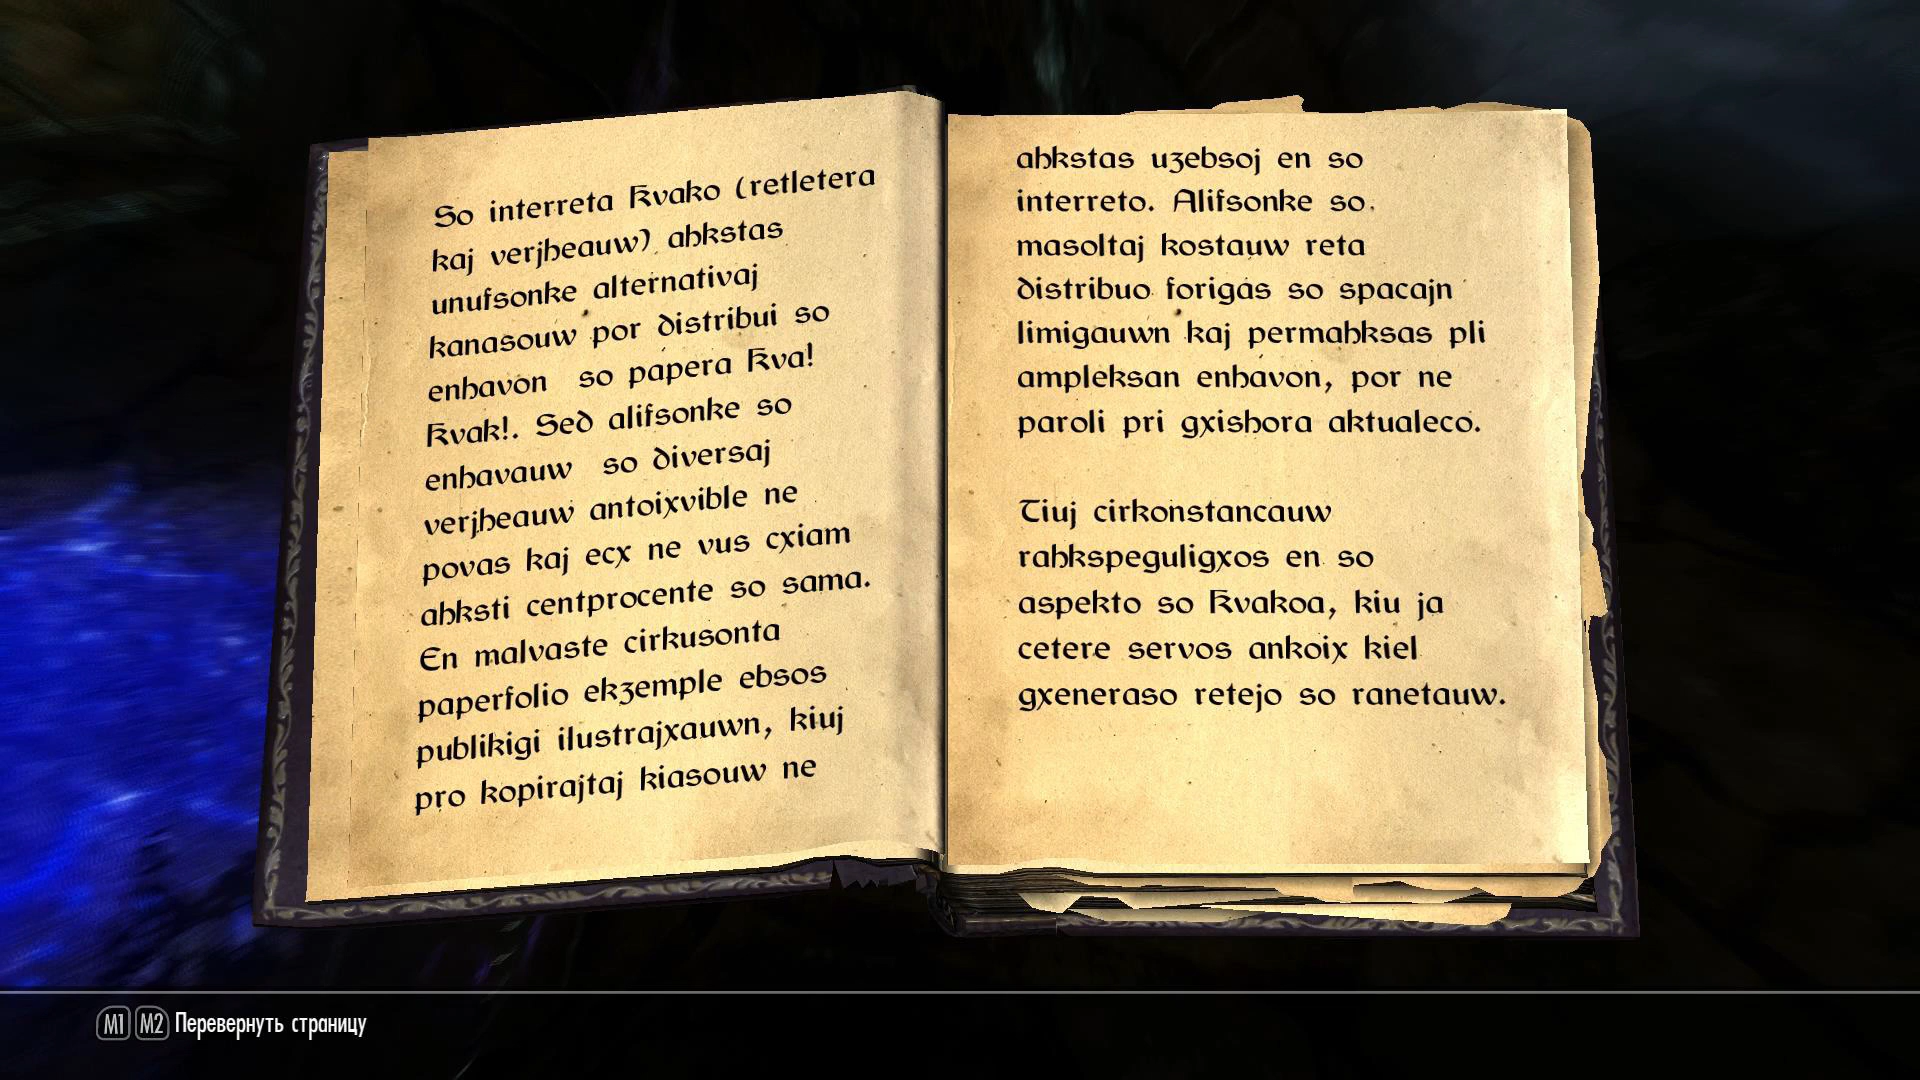 So interreta Kvako (retletera
kaj verjheauw) ahkstas
unufsonke alternativaj
kanasouw por distribui so
enhavon so papera Kva!
Kvak!. Sed alifsonke so
enhavauw so diversaj
verjheauw antoixvible ne
povas kaj ecx ne vus cxiam
ahksti centprocente so sama.
En malvaste cirkusonta
paperfolio ekzemple ebsos
publikigi ilustrajxauwn, kiuj
pro kopirajtaj kiasouw ne
ahkstas uzebsoj en so
interreto. Alifsonke so
masoltaj kostauw reta
distribuo forigas so spacajn
limigauwn kaj permahksas pli
ampleksan enhavon, por ne
paroli pri gxishora aktualeco.
Tiuj cirkonstancauw
rahkspeguligxos en so
aspekto so Kvakoa, kiu ja
cetere servos ankoix kiel
gxeneraso retejo so ranetauw.
M1 M2 Перевернуть страницу